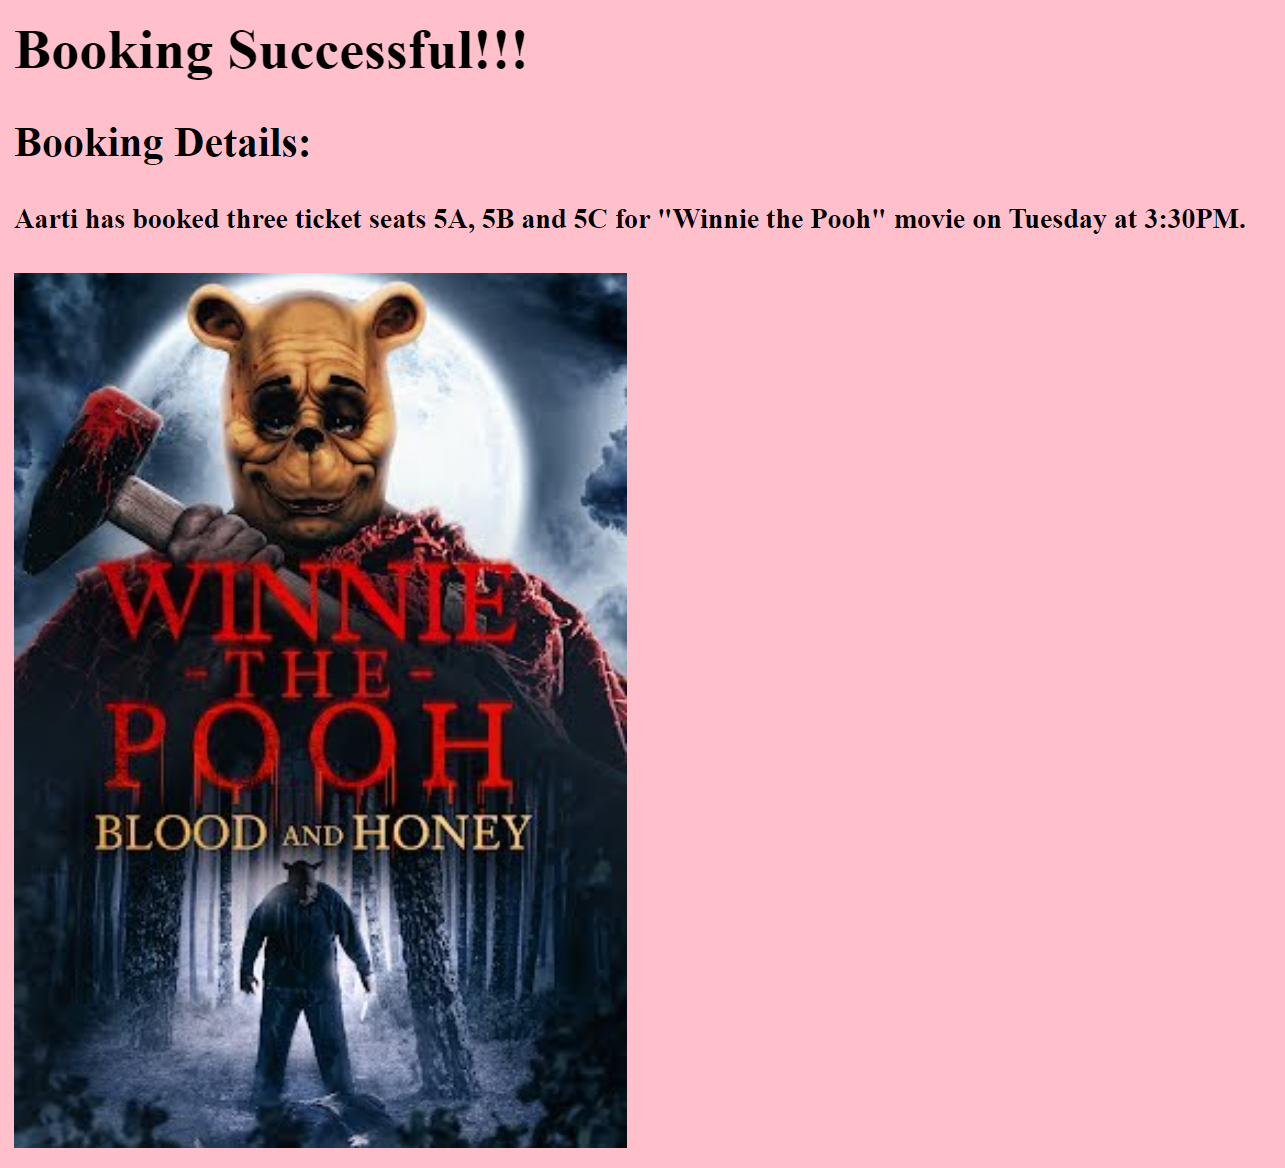 Booking Successful!!!
Booking Details:
Aarti has booked three ticket seats 5A, 5B and 5C for "Winnie the Pooh" movie on Tuesday at 3:30PM.
WINNIE
-THE-
POOH
BLOOD AND HONEY